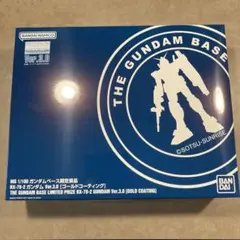 BANDAI NAMCO
Ver.3.0
THE GUNDAM BASE
©SOTSU・SUNRISE
MG 1/100 ガンダムベース限定景品
RX-78-2 ガンダム Ver.3.0 [ゴールドコーティング]
THE GUNDAM BASE LIMITED PRIZE RX-78-2 GUNDAM Ver.3.0 [GOLD COATING]
BANDAI